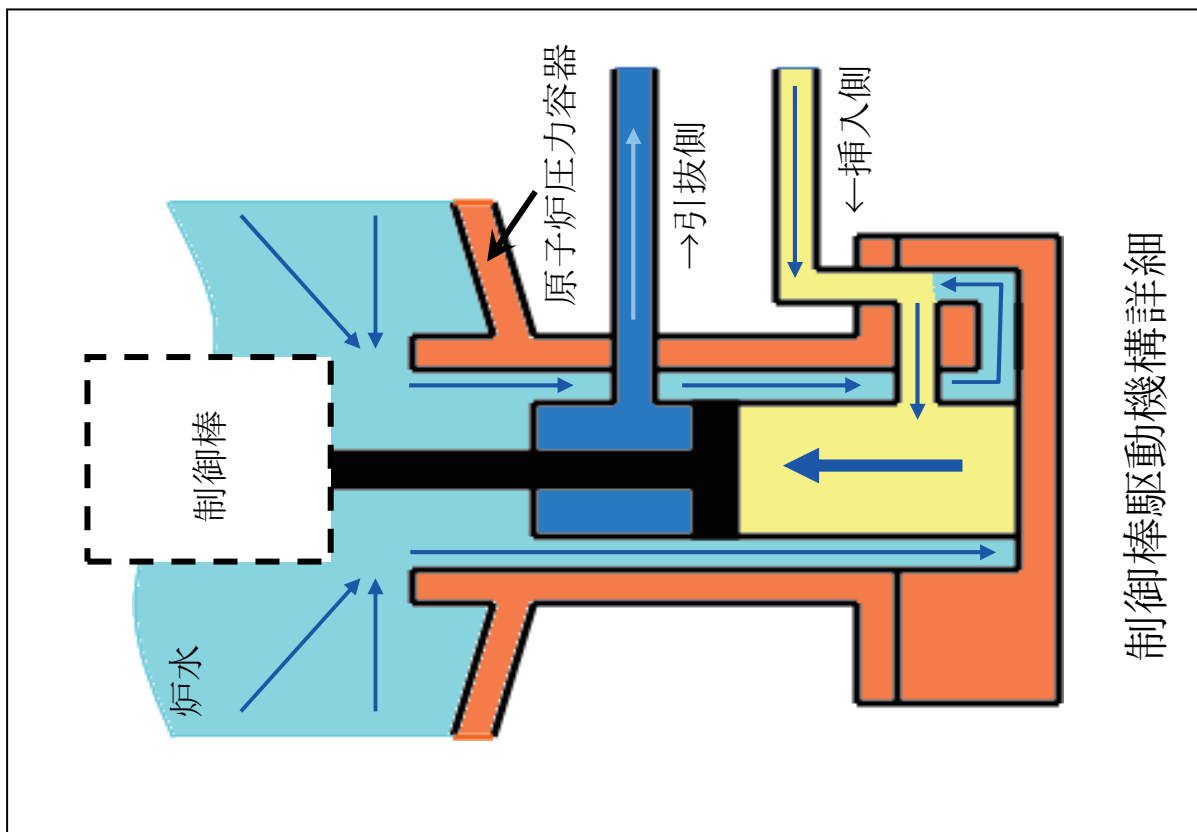 制御棒
炉水
原子炉圧力容器
→引抜側
←挿入側
制御棒駆動機構詳細